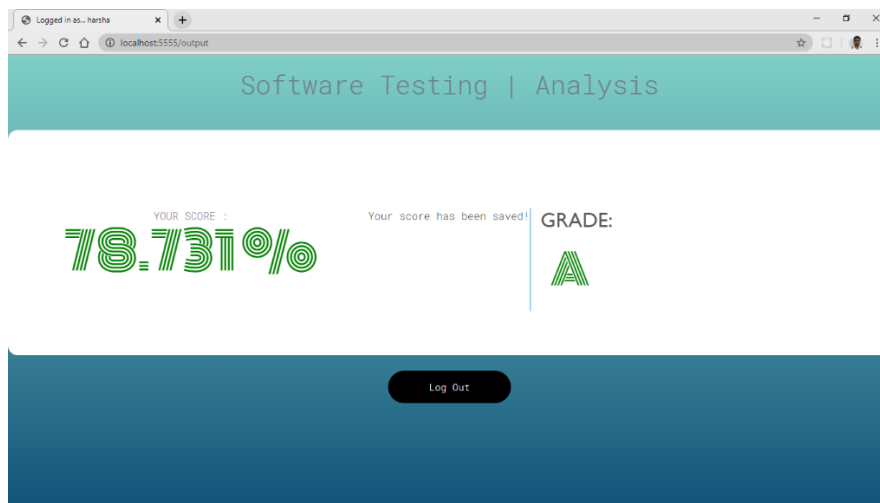 Logged in as... harsha
localhost:5555/output
Software Testing | Analysis
YOUR SCORE :
78.731%
Your score has been saved!
GRADE:
A
Log Out